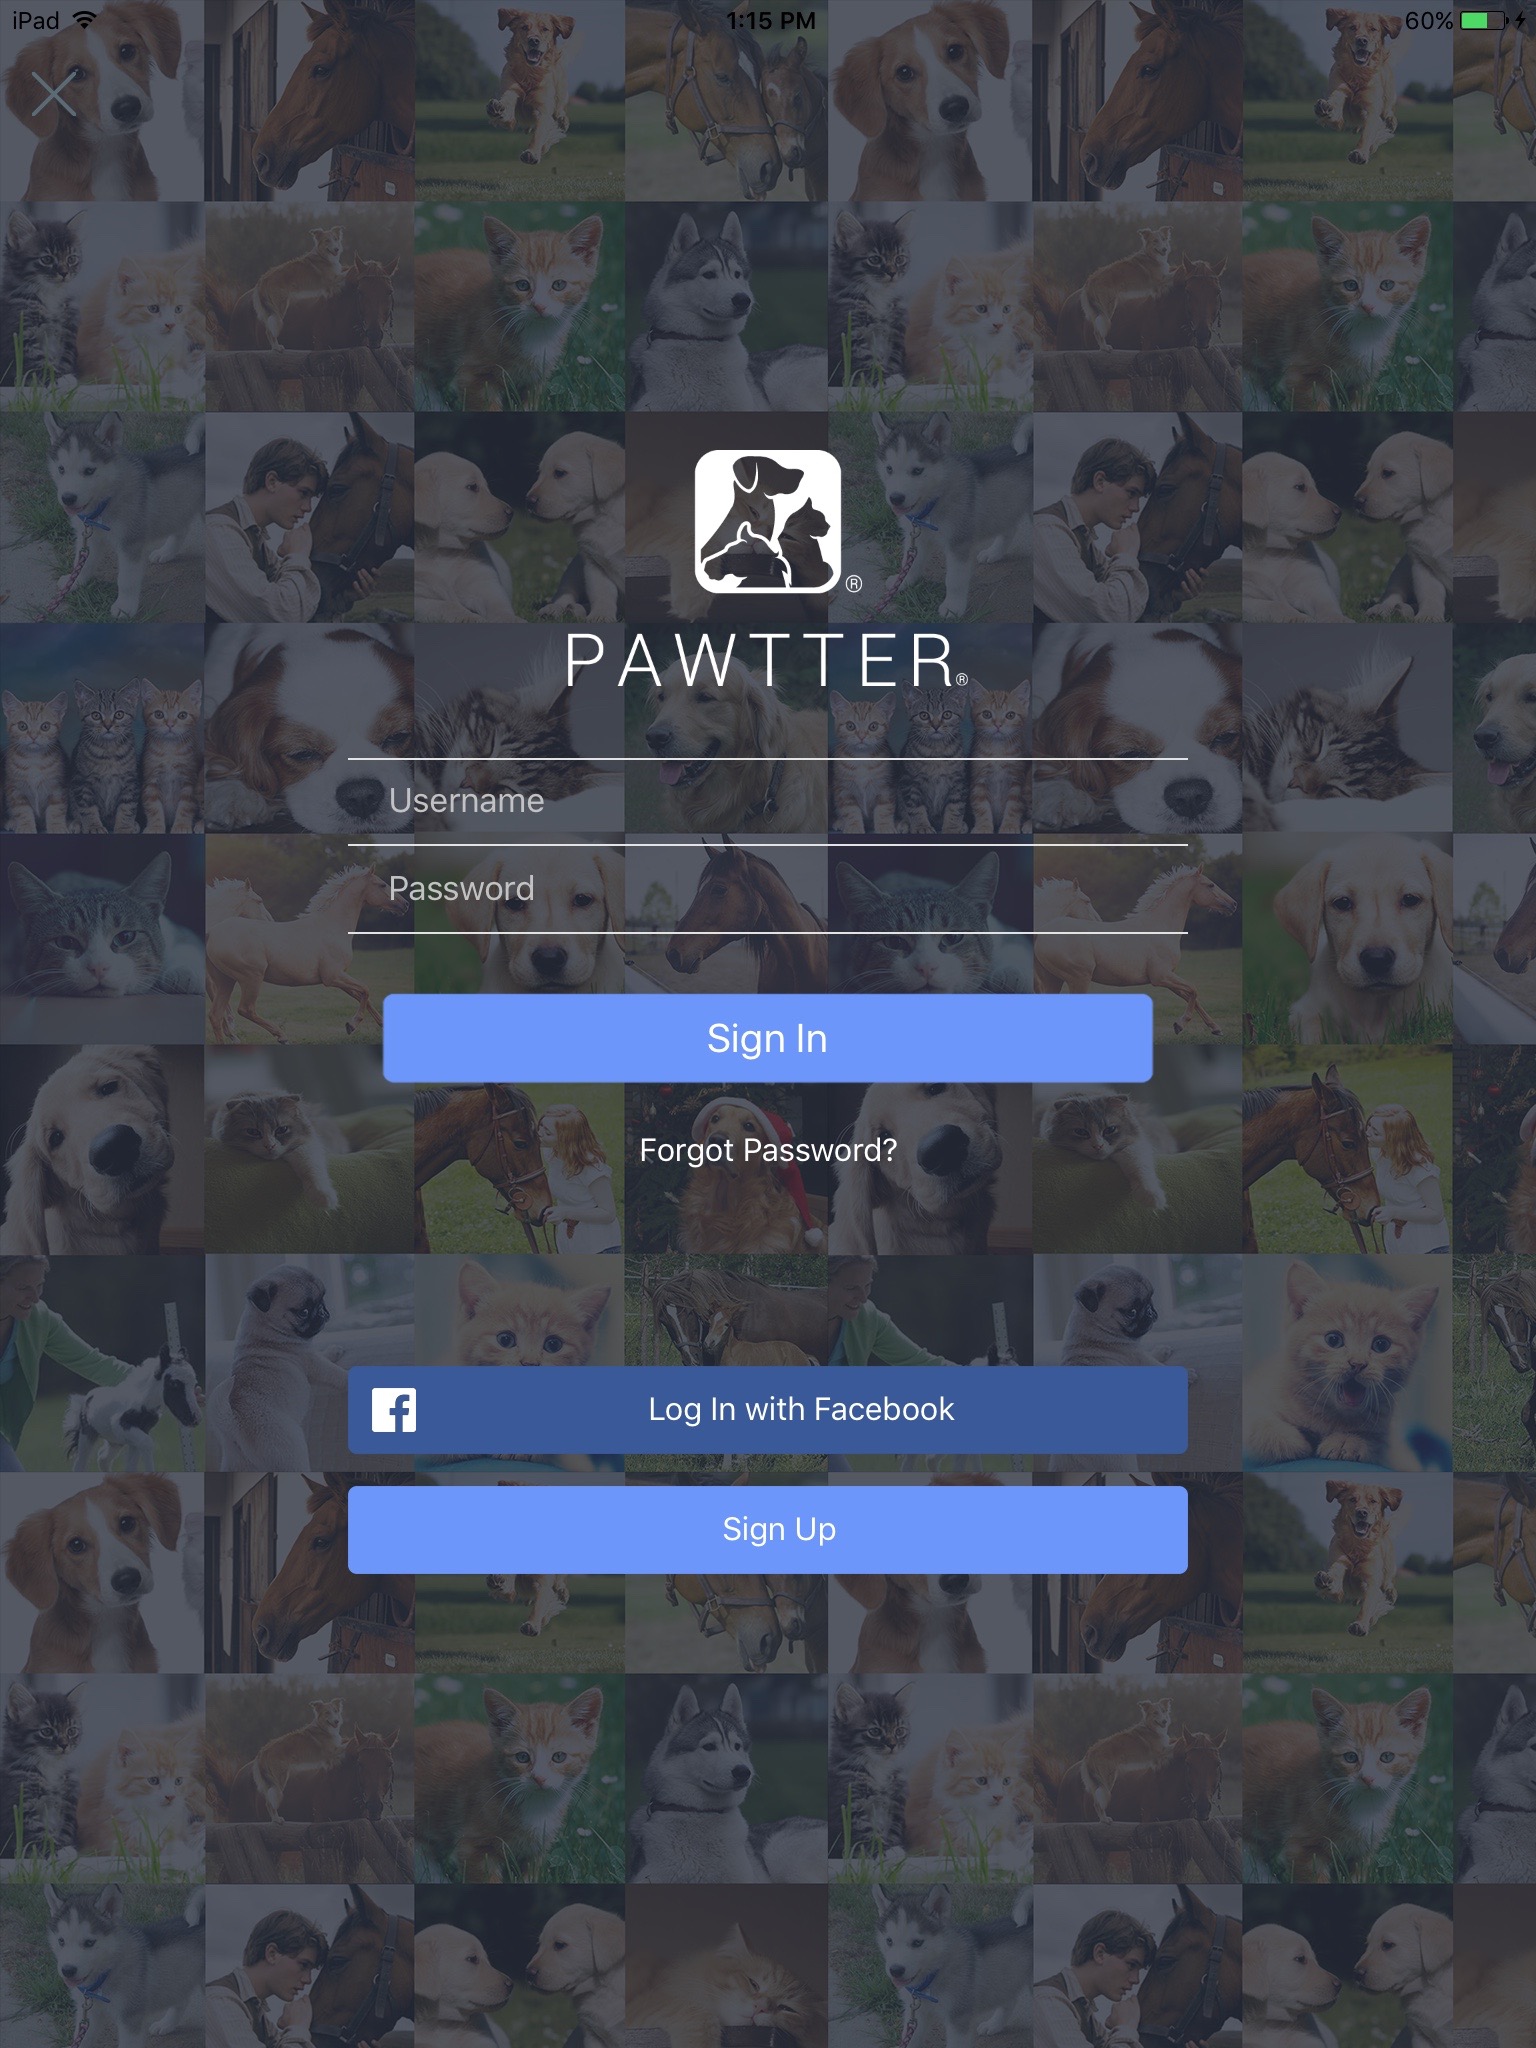 iPad 1:15 PM 60%
®
PAWTTER®
Username
Password
Sign In
Forgot Password?
Log In with Facebook
Sign Up